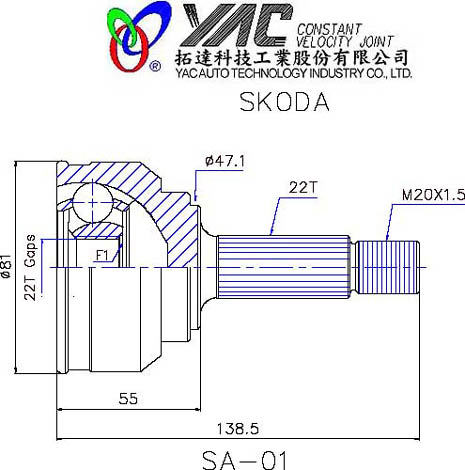 YAC CONSTANT
VELOCITY JOINT
®
拓達科技工業股份有限公司
YAC AUTO TECHNOLOGY INDUSTRY CO., LTD.
SKODA
Ø47.1
22T
M20X1.5
Ø81
22T Gaps
F1
55
138.5
SA-01